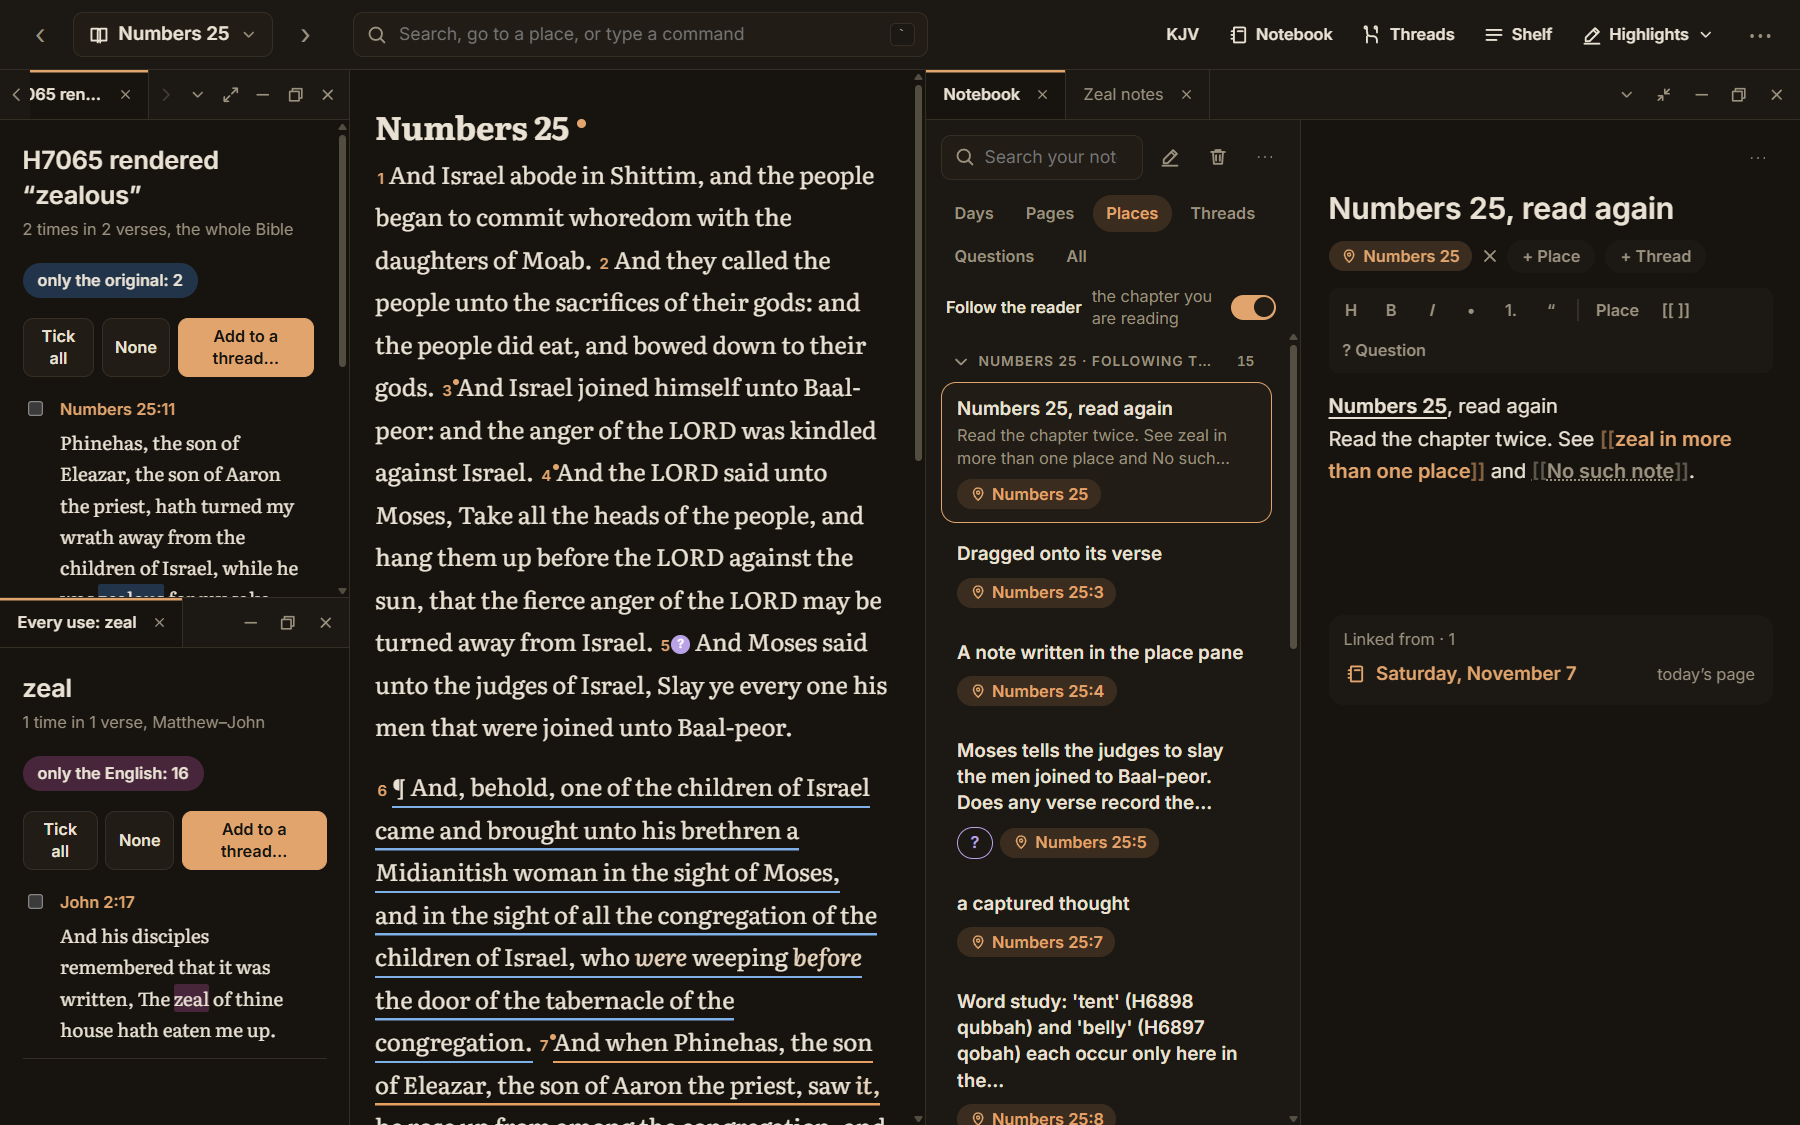 Numbers 25
Search, go to a place, or type a command
`
KJV
Notebook
Threads
Shelf
Highlights
065 ren...
H7065 rendered
“zealous”
2 times in 2 verses, the whole Bible
only the original: 2
Tick
all
None
Add to a
thread...
Numbers 25:11
Phinehas, the son of
Eleazar, the son of Aaron
the priest, hath turned my
wrath away from the
children of Israel, while he
Every use: zeal
zeal
1 time in 1 verse, Matthew–John
only the English: 16
Tick
all
None
Add to a
thread...
John 2:17
And his disciples
remembered that it was
written, The zeal of thine
house hath eaten me up.
Numbers 25
1 And Israel abode in Shittim, and the people
began to commit whoredom with the
daughters of Moab. 2 And they called the
people unto the sacrifices of their gods: and
the people did eat, and bowed down to their
gods. 3 And Israel joined himself unto Baal-
peor: and the anger of the LORD was kindled
against Israel. 4 And the LORD said unto
Moses, Take all the heads of the people, and
hang them up before the LORD against the
sun, that the fierce anger of the LORD may be
turned away from Israel. 5 ? And Moses said
unto the judges of Israel, Slay ye every one his
men that were joined unto Baal-peor.
6 ¶ And, behold, one of the children of Israel
came and brought unto his brethren a
Midianitish woman in the sight of Moses,
and in the sight of all the congregation of the
children of Israel, who were weeping before
the door of the tabernacle of the
congregation. 7 And when Phinehas, the son
of Eleazar, the son of Aaron the priest, saw it,
he rose up from among the congregation, and
Notebook
Zeal notes
Search your not
Days
Pages
Places
Threads
Questions
All
Follow the reader
the chapter you
are reading
NUMBERS 25 · FOLLOWING T...
15
Numbers 25, read again
Read the chapter twice. See zeal in
more than one place and No such...
Numbers 25
Dragged onto its verse
Numbers 25:3
A note written in the place pane
Numbers 25:4
Moses tells the judges to slay
the men joined to Baal-peor.
Does any verse record the...
?
Numbers 25:5
a captured thought
Numbers 25:7
Word study: 'tent' (H6898
qubbah) and 'belly' (H6897
qobah) each occur only here in
the...
Numbers 25:8
Numbers 25, read again
Numbers 25
+ Place
+ Thread
H
B
I
•
1.
“
Place
[[ ]]
? Question
Numbers 25, read again
Read the chapter twice. See [[zeal in more
than one place]] and [[No such note]].
Linked from · 1
Saturday, November 7
today’s page